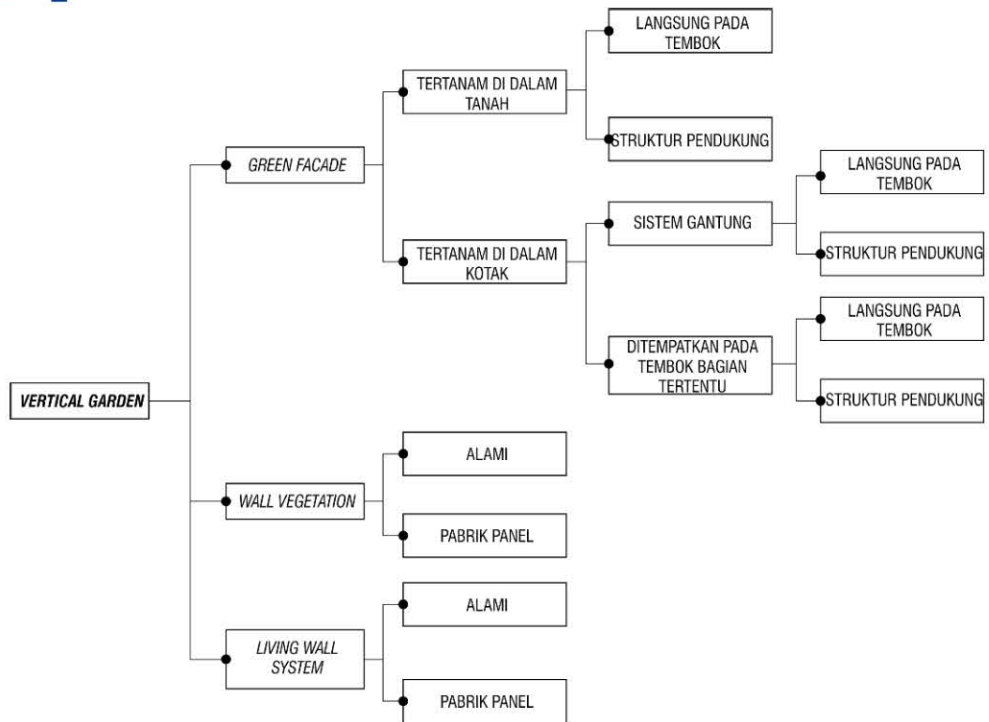 LANGSUNG PADA
TEMBOK
TERTANAM DI DALAM
TANAH
STRUKTUR PENDUKUNG
GREEN FACADE
LANGSUNG PADA
TEMBOK
SISTEM GANTUNG
TERTANAM DI DALAM
KOTAK
STRUKTUR PENDUKUNG
LANGSUNG PADA
TEMBOK
DITEMPATKAN PADA
TEMBOK BAGIAN
TERTENTU
STRUKTUR PENDUKUNG
VERTICAL GARDEN
ALAMI
WALL VEGETATION
PABRIK PANEL
ALAMI
LIVING WALL
SYSTEM
PABRIK PANEL